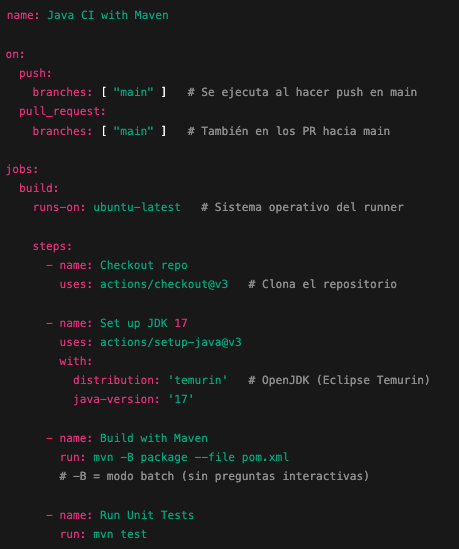 name: Java CI with Maven
on:
push:
branches: [ "main" ]   # Se ejecuta al hacer push en main
pull_request:
branches: [ "main" ]   # También en los PR hacia main
jobs:
build:
runs-on: ubuntu-latest   # Sistema operativo del runner
steps:
- name: Checkout repo
uses: actions/checkout@v3   # Clona el repositorio
- name: Set up JDK 17
uses: actions/setup-java@v3
with:
distribution: 'temurin'   # OpenJDK (Eclipse Temurin)
java-version: '17'
- name: Build with Maven
run: mvn -B package --file pom.xml
# -B = modo batch (sin preguntas interactivas)
- name: Run Unit Tests
run: mvn test